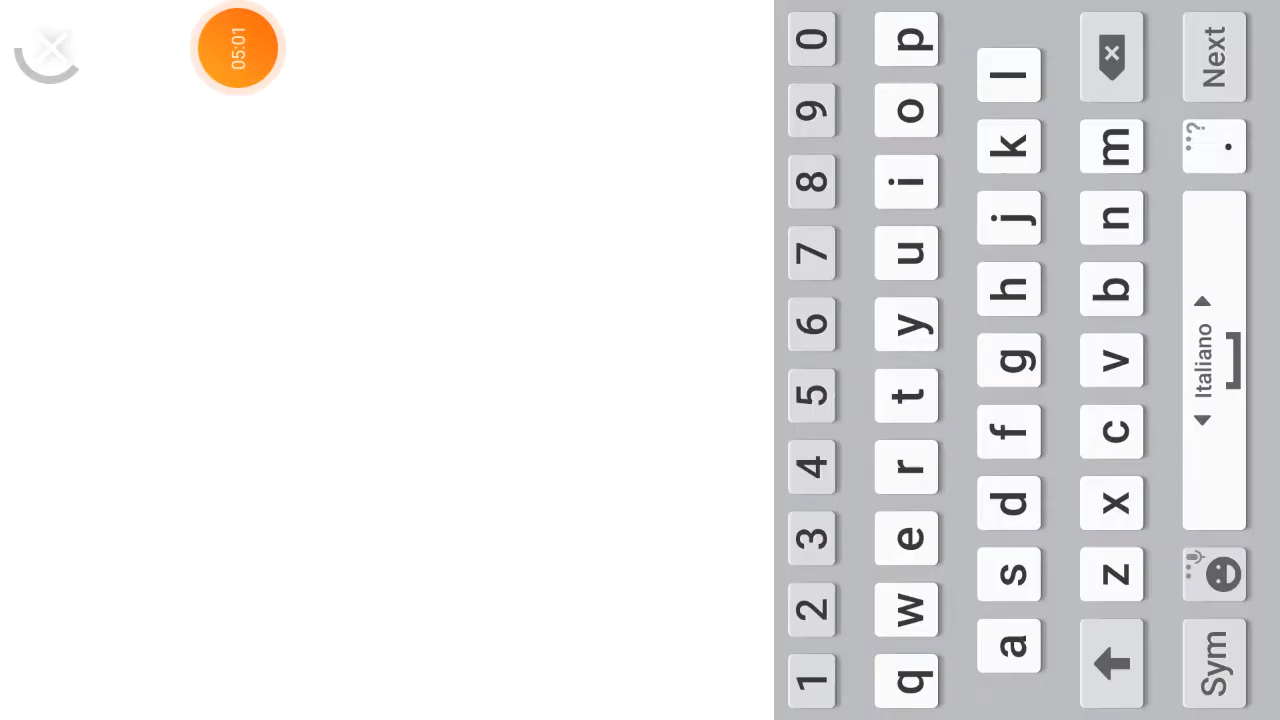 05:01
1 2 3 4 5 6 7 8 9 0
q w e r t y u i o p
a s d f g h j k l
z x c v b n m
Sym Italiano . ? Next